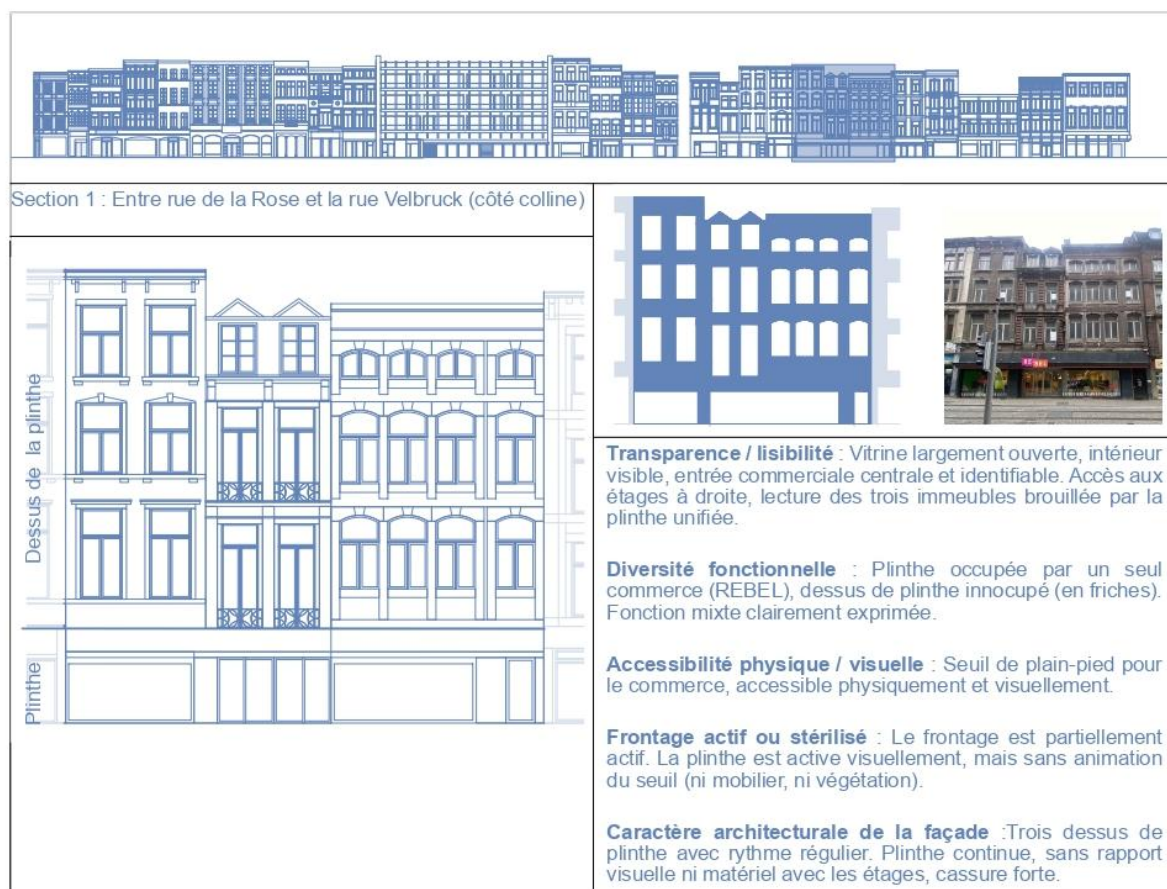 Section 1 : Entre rue de la Rose et la rue Velbruck (côté colline)
Dessus de la plinthe
Plinthe
REBEL
Transparence / lisibilité : Vitrine largement ouverte, intérieur
visible, entrée commerciale centrale et identifiable. Accès aux
étages à droite, lecture des trois immeubles brouillée par la
plinthe unifiée.
Diversité fonctionnelle : Plinthe occupée par un seul
commerce (REBEL), dessus de plinthe innocupé (en friches).
Fonction mixte clairement exprimée.
Accessibilité physique / visuelle : Seuil de plain-pied pour
le commerce, accessible physiquement et visuellement.
Frontage actif ou stérilisé : Le frontage est partiellement
actif. La plinthe est active visuellement, mais sans animation
du seuil (ni mobilier, ni végétation).
Caractère architecturale de la façade :Trois dessus de
plinthe avec rythme régulier. Plinthe continue, sans rapport
visuelle ni matériel avec les étages, cassure forte.